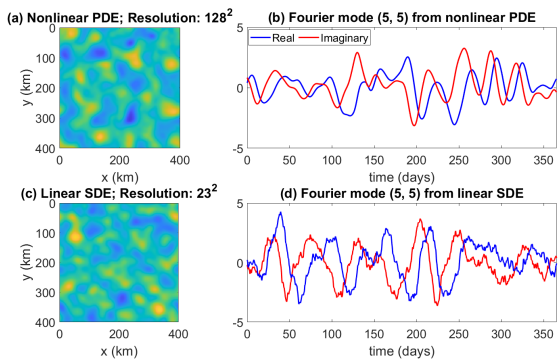 (a) Nonlinear PDE; Resolution: 128²
0
100
200
300
400
y (km)
0 200 400
x (km)
(b) Fourier mode (5, 5) from nonlinear PDE
Real Imaginary
5
0
-5
0 50 100 150 200 250 300 350
time (days)
(c) Linear SDE; Resolution: 23²
0
100
200
300
400
y (km)
0 200 400
x (km)
(d) Fourier mode (5, 5) from linear SDE
5
0
-5
0 50 100 150 200 250 300 350
time (days)